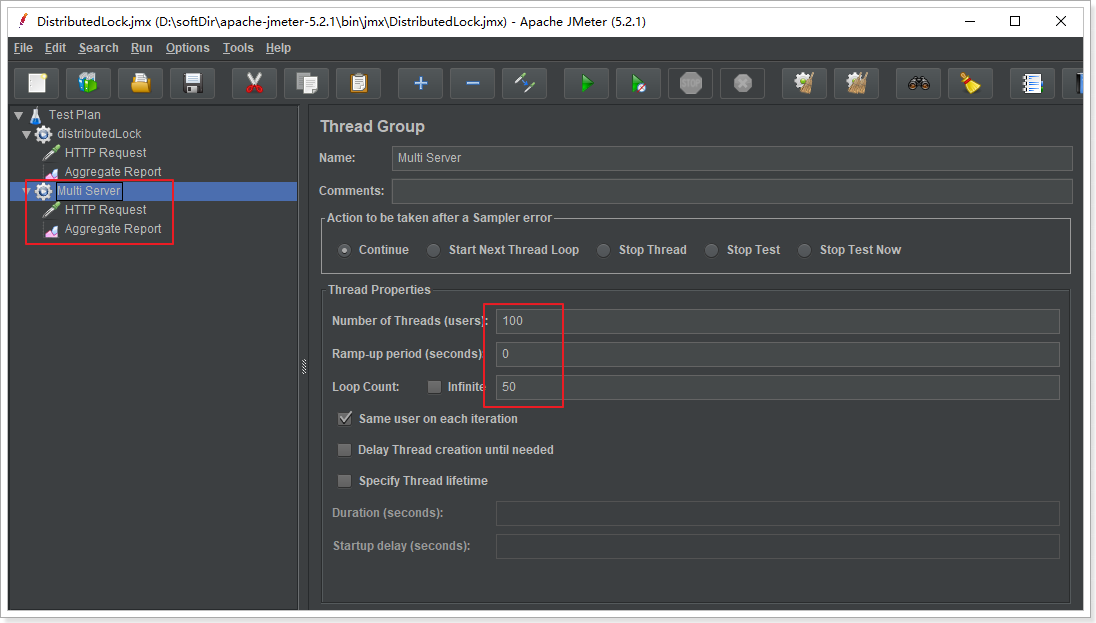 DistributedLock.jmx (D:\softDir\apache-jmeter-5.2.1\bin\jmx\DistributedLock.jmx) - Apache JMeter (5.2.1)
File Edit Search Run Options Tools Help
STOP
Test Plan
distributedLock
HTTP Request
Aggregate Report
Multi Server
HTTP Request
Aggregate Report
Thread Group
Name: Multi Server
Comments:
Action to be taken after a Sampler error
Continue Start Next Thread Loop Stop Thread Stop Test Stop Test Now
Thread Properties
Number of Threads (users): 100
Ramp-up period (seconds): 0
Loop Count: Infinite 50
Same user on each iteration
Delay Thread creation until needed
Specify Thread lifetime
Duration (seconds):
Startup delay (seconds):